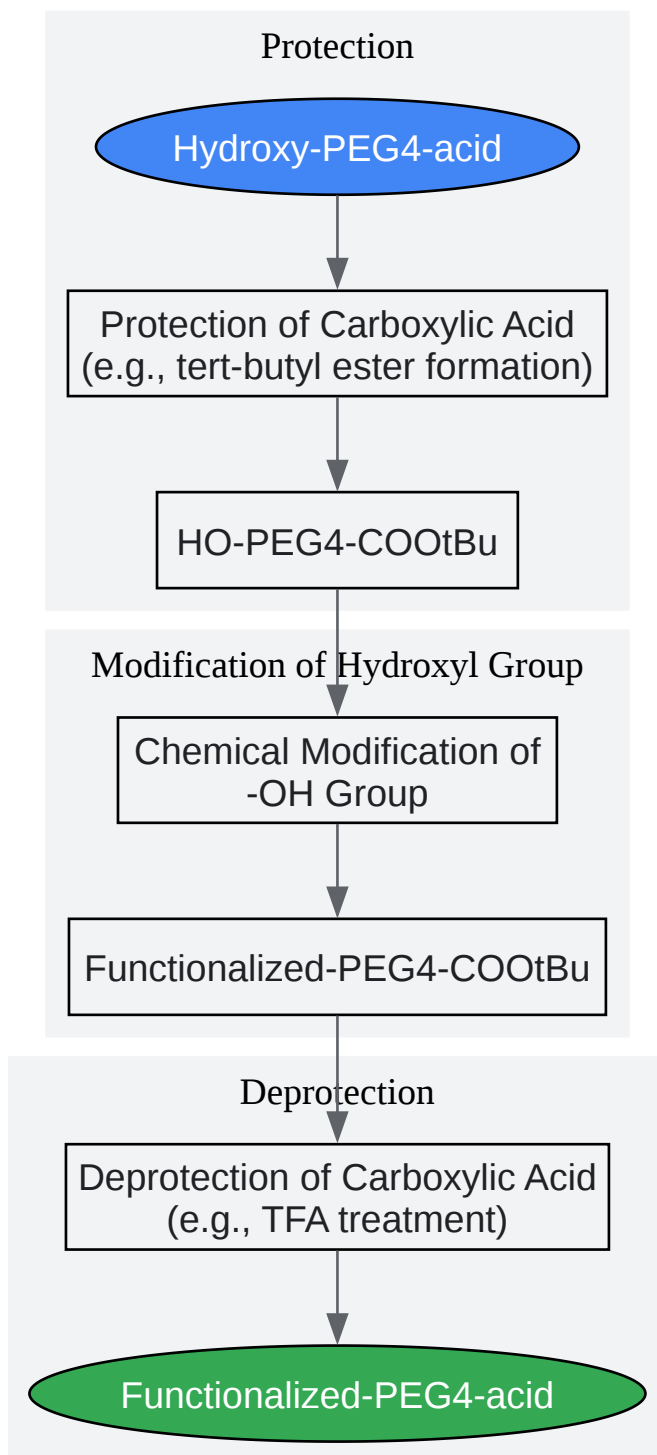 Protection
Hydroxy-PEG4-acid
Protection of Carboxylic Acid
(e.g., tert-butyl ester formation)
HO-PEG4-COOtBu
Modification of Hydroxyl Group
Chemical Modification of
-OH Group
Functionalized-PEG4-COOtBu
Deprotection
Deprotection of Carboxylic Acid
(e.g., TFA treatment)
Functionalized-PEG4-acid